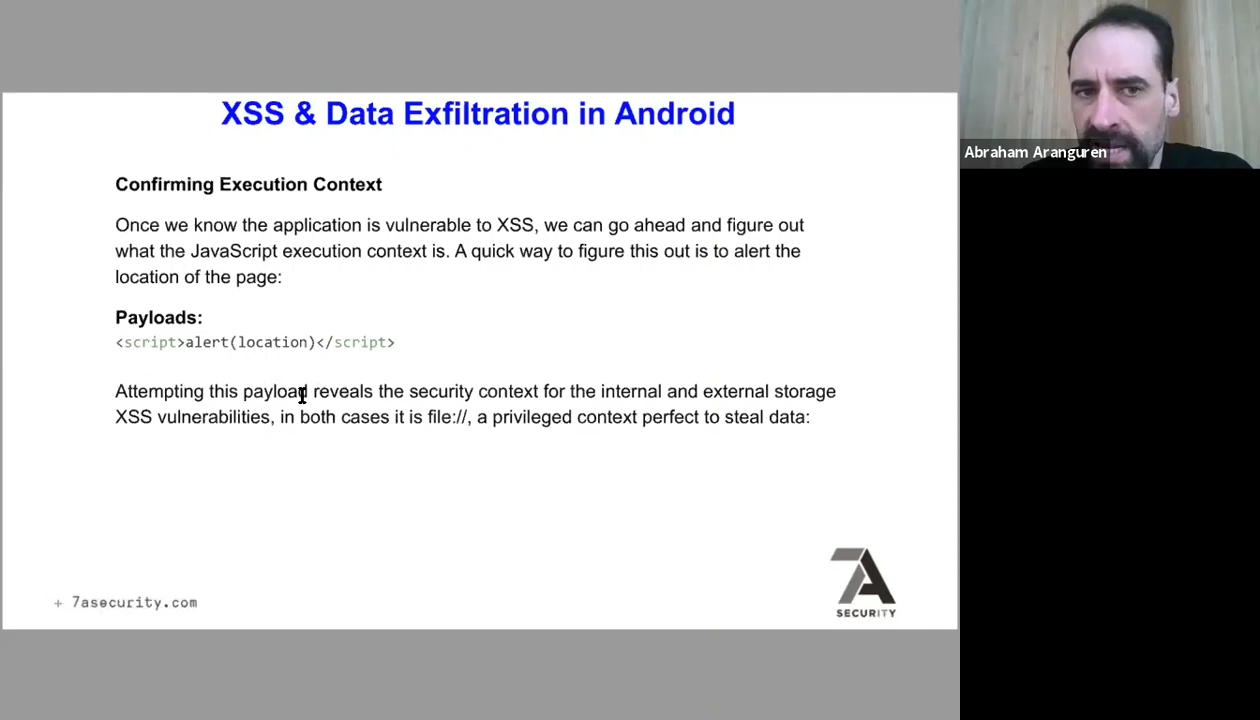 XSS & Data Exfiltration in Android
Abraham Aranguren
Confirming Execution Context
Once we know the application is vulnerable to XSS, we can go ahead and figure out
what the JavaScript execution context is. A quick way to figure this out is to alert the
location of the page:
Payloads:
<script>alert(location)</script>
Attempting this payload reveals the security context for the internal and external storage
XSS vulnerabilities, in both cases it is file://, a privileged context perfect to steal data:
+ 7asecurity.com
7A
SECURITY